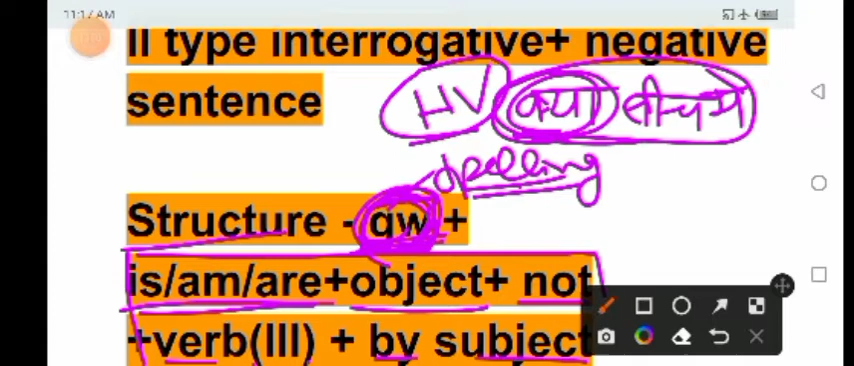 11:17 AM
II type interrogative+ negative
sentence HV क्या बीच में
spelling
Structure - qw +
is/am/are+object+ not
+verb(III) + by subject